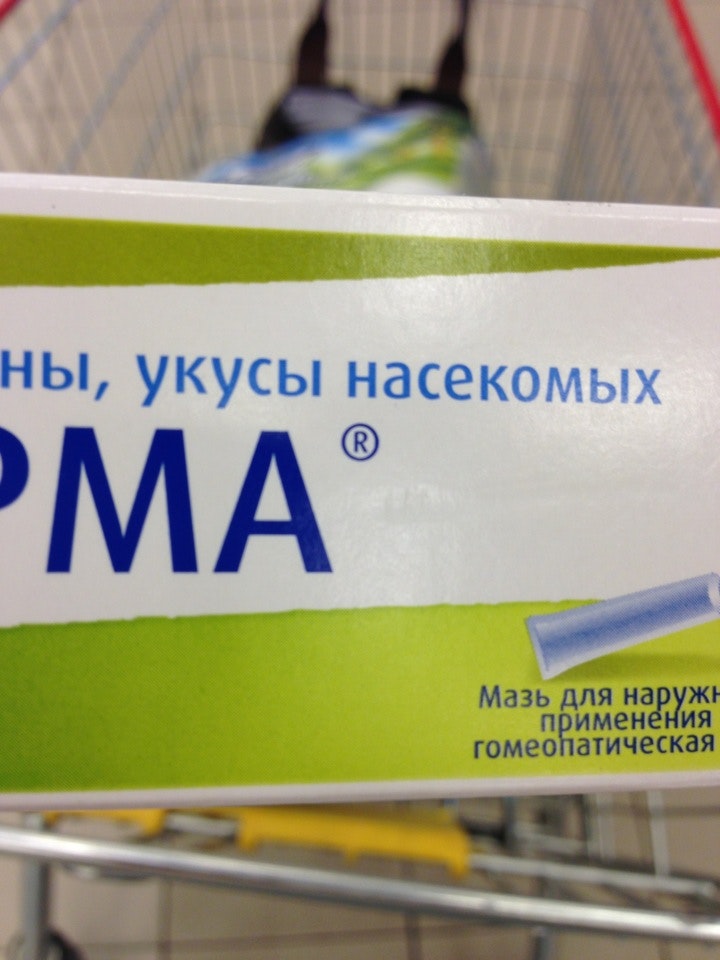 ны, укусы насекомых
РМА®
Мазь для наружн
применения
гомеопатическая